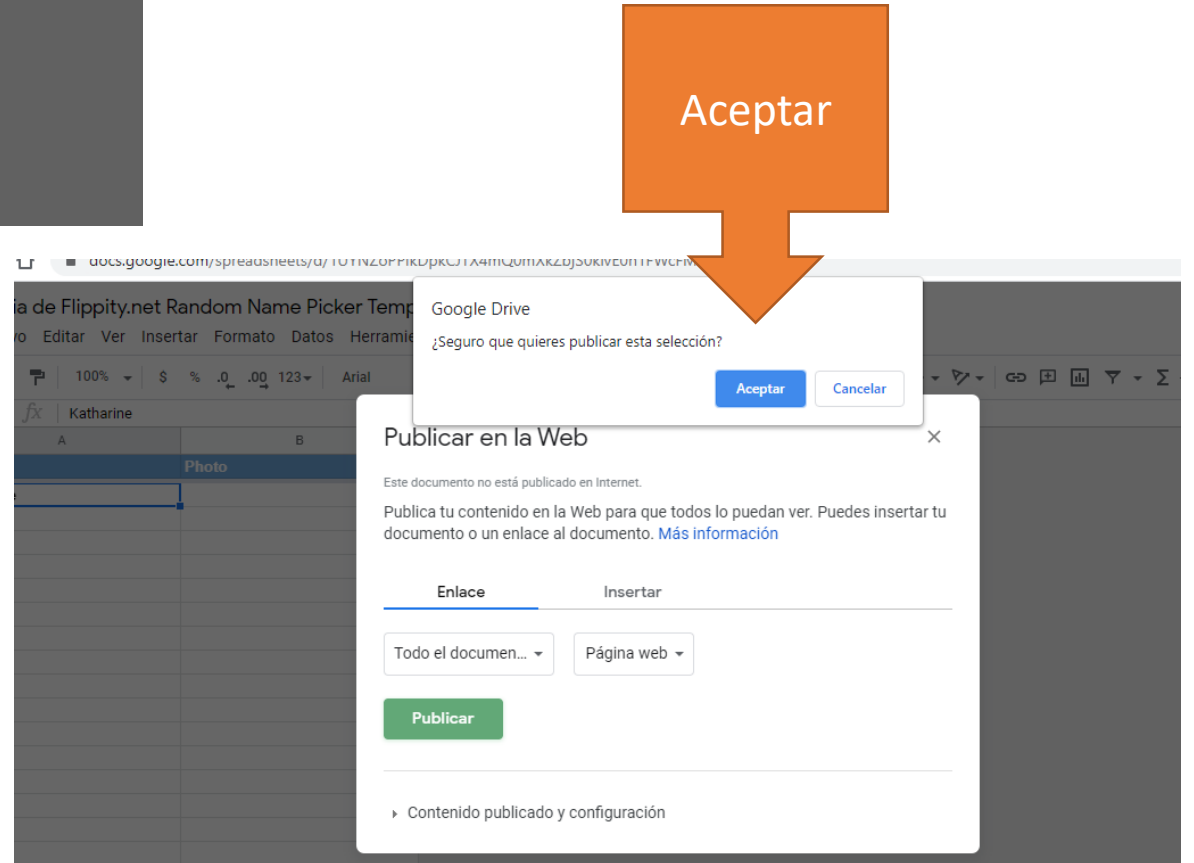 Aceptar
docs.google.com/spreadsheets/d/
ia de Flippity.net Random Name Picker Temp
Google Drive
vo Editar Ver Insertar Formato Datos Herramie
¿Seguro que quieres publicar esta selección?
100% $ % .0 .00 123 Arial
Aceptar Cancelar
fx Katharine
A B
Publicar en la Web
Photo
Este documento no está publicado en Internet.
Publica tu contenido en la Web para que todos lo puedan ver. Puedes insertar tu
documento o un enlace al documento. Más información
Enlace Insertar
Todo el documen... Página web
Publicar
Contenido publicado y configuración